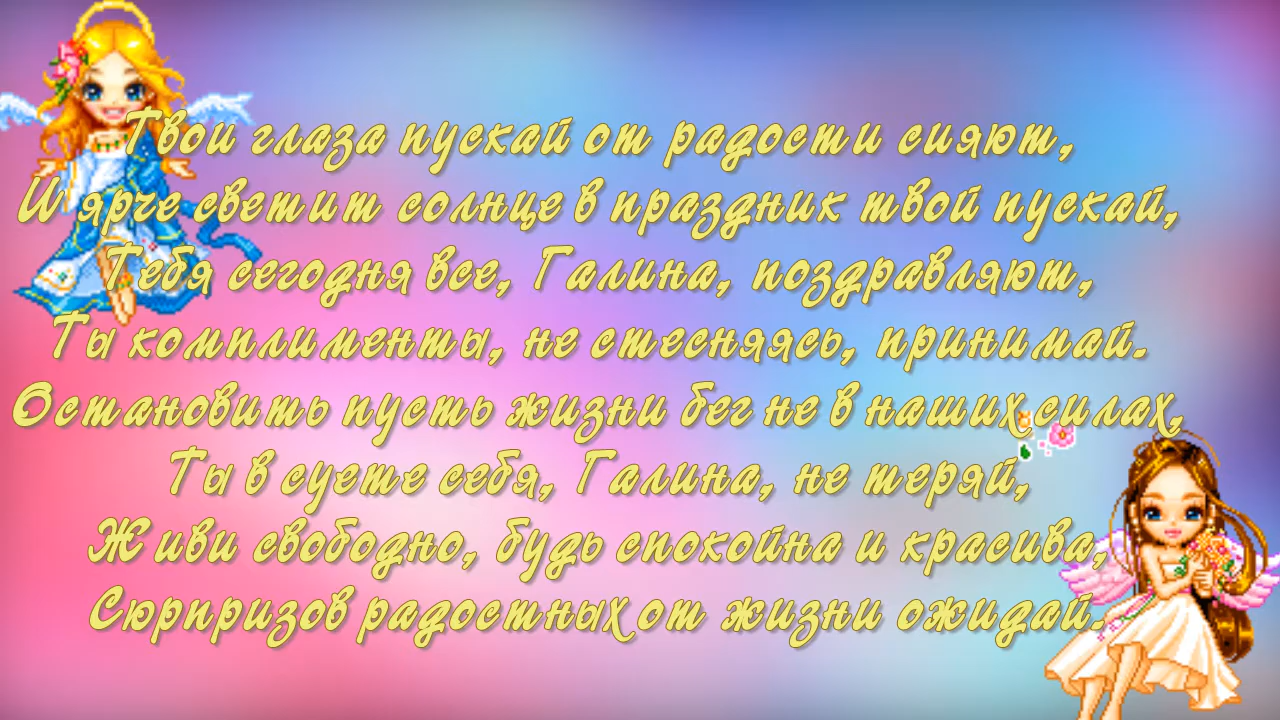 Твои глаза пускай от радости сияют,
И ярче светит солнце в праздник твой пускай,
Тебя сегодня все, Галина, поздравляют,
Ты комплименты, не стесняясь, принимай.
Остановить пусть жизни бег не в наших силах,
Ты в суете себя, Галина, не теряй,
Живи свободно, будь спокойна и красива,
Сюрпризов радостных от жизни ожидай.